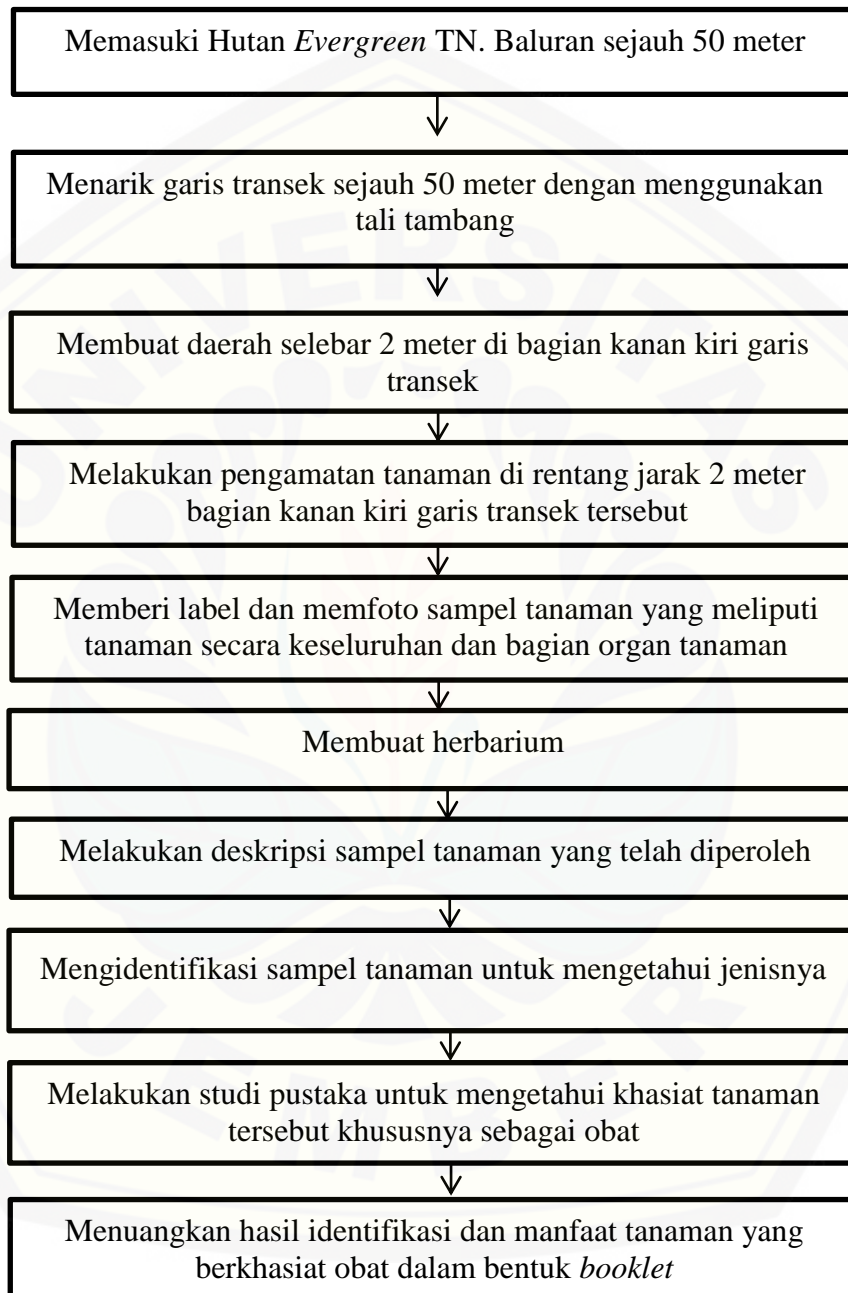 Memasuki Hutan Evergreen TN. Baluran sejauh 50 meter
Menarik garis transek sejauh 50 meter dengan menggunakan
tali tambang
Membuat daerah selebar 2 meter di bagian kanan kiri garis
transek
Melakukan pengamatan tanaman di rentang jarak 2 meter
bagian kanan kiri garis transek tersebut
Memberi label dan memfoto sampel tanaman yang meliputi
tanaman secara keseluruhan dan bagian organ tanaman
Membuat herbarium
Melakukan deskripsi sampel tanaman yang telah diperoleh
Mengidentifikasi sampel tanaman untuk mengetahui jenisnya
Melakukan studi pustaka untuk mengetahui khasiat tanaman
tersebut khususnya sebagai obat
Menuangkan hasil identifikasi dan manfaat tanaman yang
berkhasiat obat dalam bentuk booklet
UNIVERSITAS
JEMBER